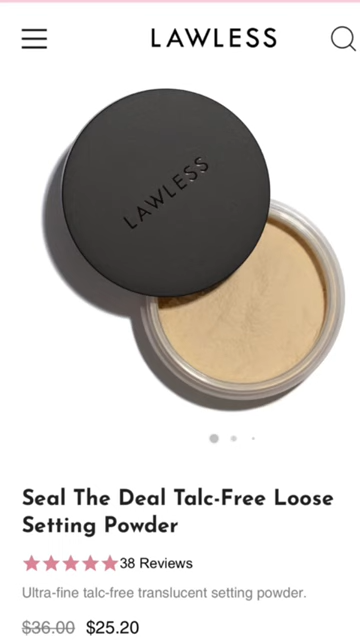 LAWLESS
LAWLESS
Seal The Deal Talc-Free Loose
Setting Powder
38 Reviews
Ultra-fine talc-free translucent setting powder.
$36.00 $25.20